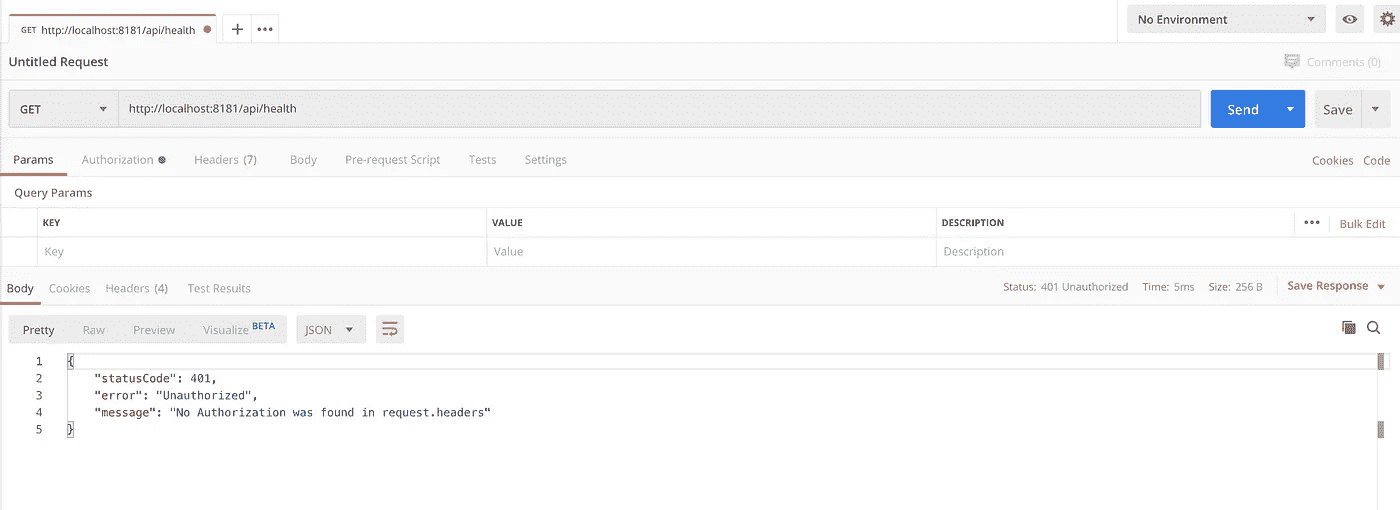 GET http://localhost:8181/api/health
No Environment
Untitled Request
Comments (0)
GET http://localhost:8181/api/health Send Save
Params Authorization Headers (7) Body Pre-request Script Tests Settings Cookies Code
Query Params
KEY VALUE DESCRIPTION Bulk Edit
Key Value Description
Body Cookies Headers (4) Test Results Status: 401 Unauthorized Time: 5ms Size: 256 B Save Response
Pretty Raw Preview Visualize BETA JSON
1 {
2 "statusCode": 401,
3 "error": "Unauthorized",
4 "message": "No Authorization was found in request.headers"
5 }